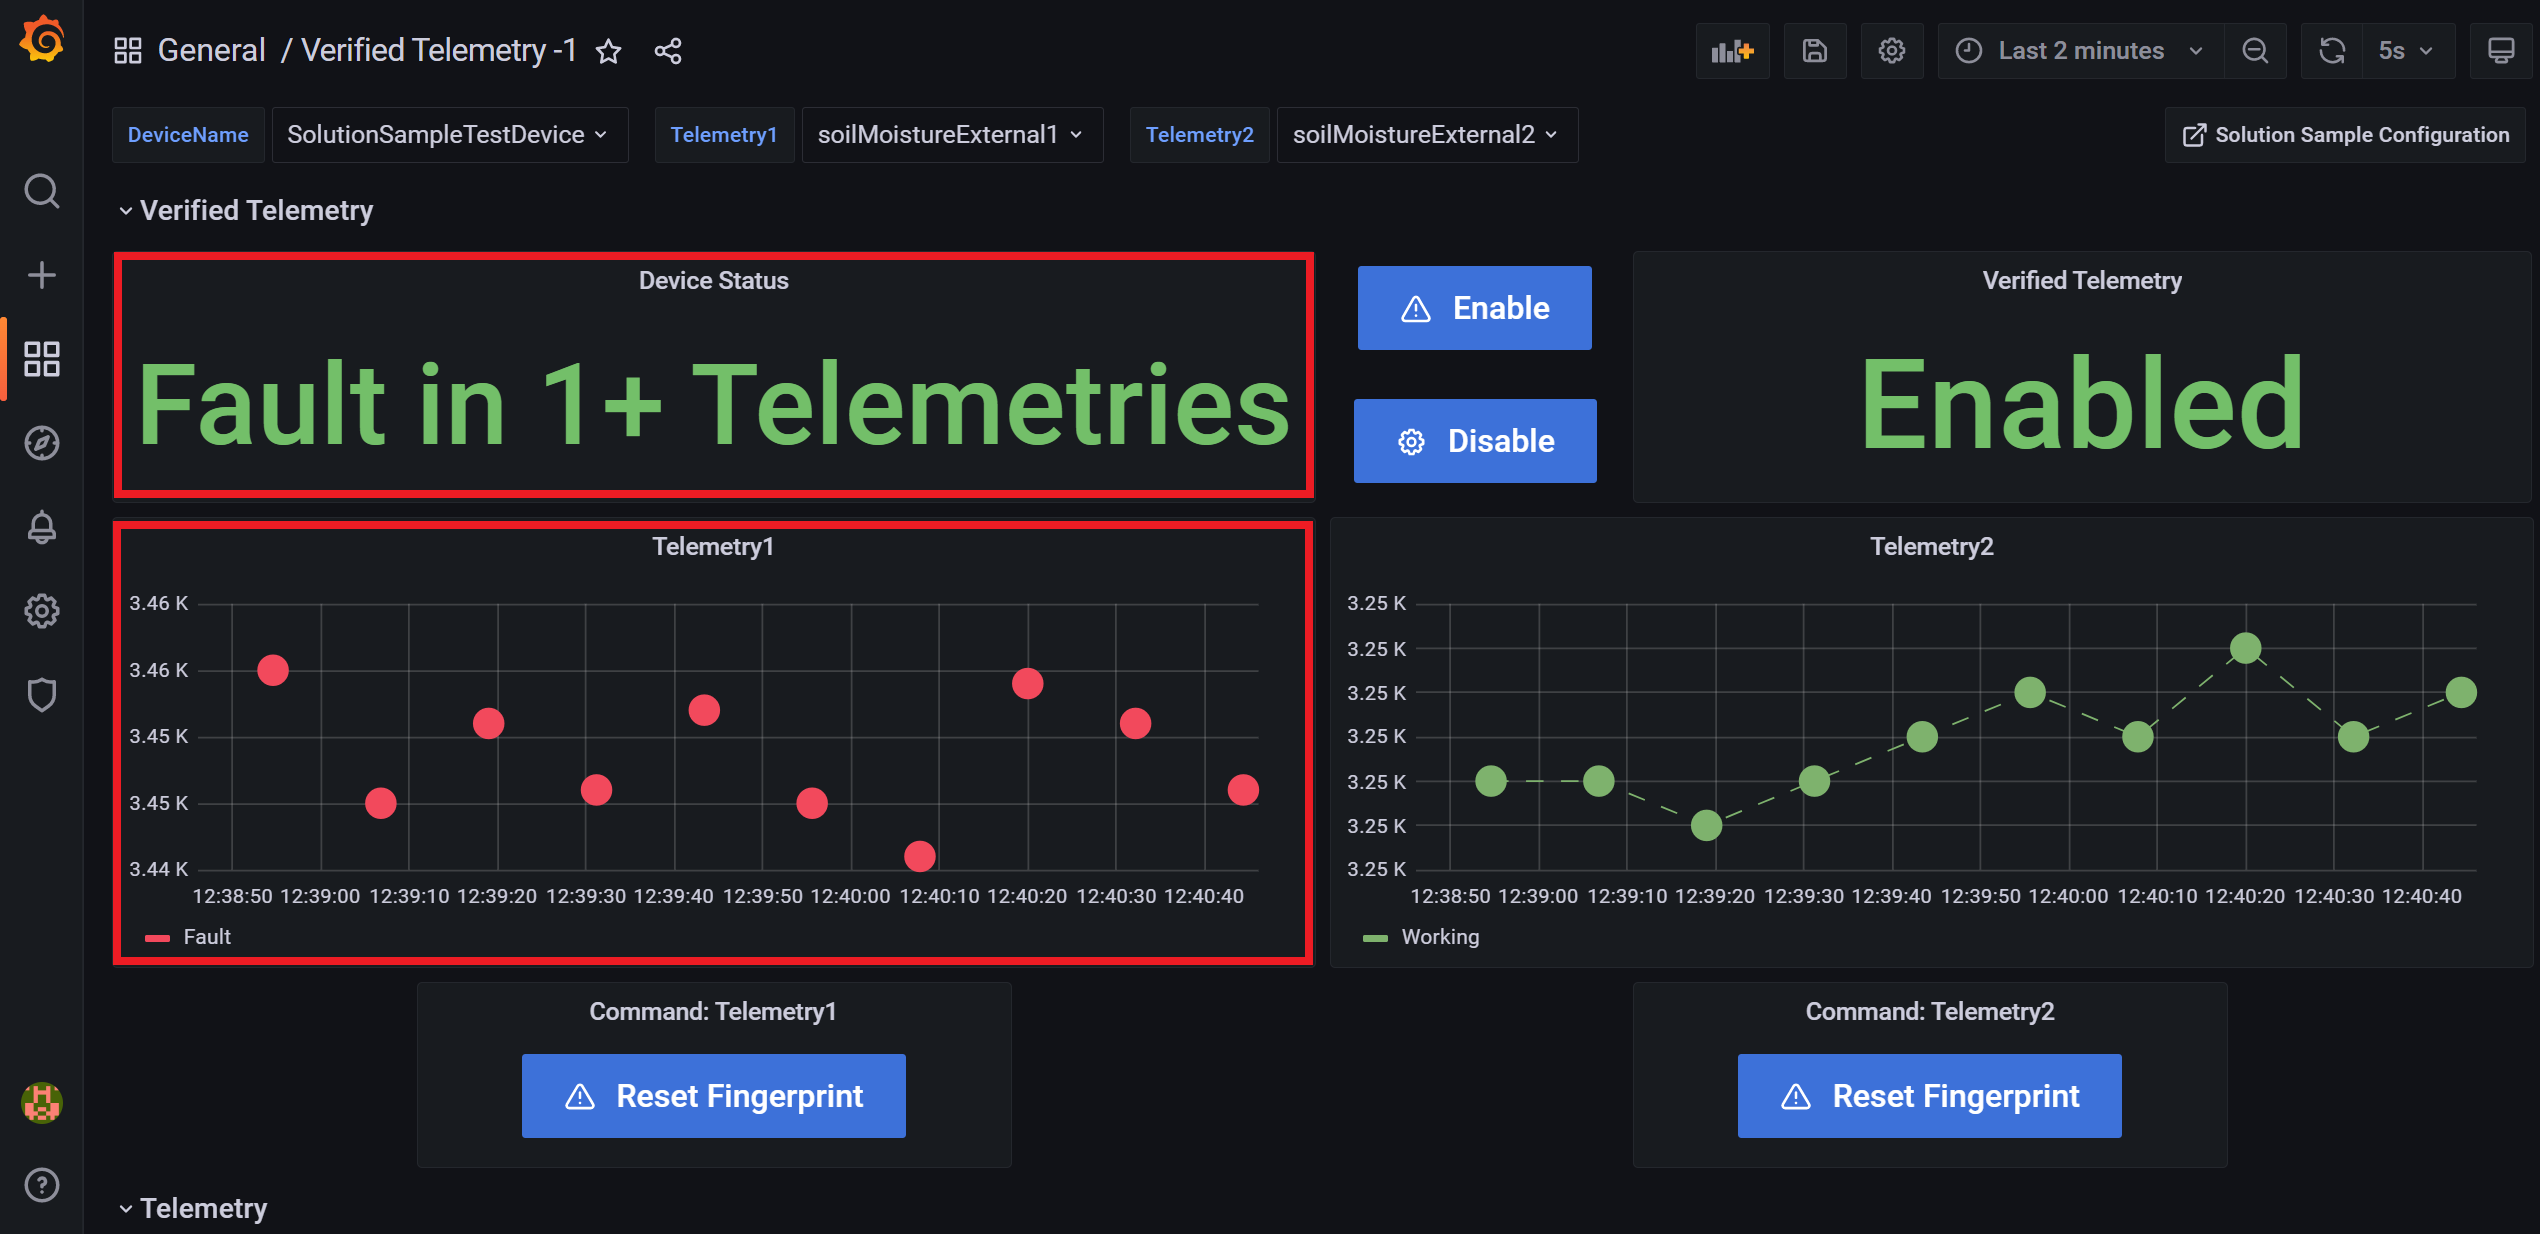 General / Verified Telemetry -1
Last 2 minutes
5s
DeviceName SolutionSampleTestDevice Telemetry1 soilMoistureExternal1 Telemetry2 soilMoistureExternal2
Solution Sample Configuration
Verified Telemetry
Device Status
Fault in 1+ Telemetries
Enable
Disable
Verified Telemetry
Enabled
Telemetry1
3.46 K
3.46 K
3.45 K
3.45 K
3.44 K
12:38:50 12:39:00 12:39:10 12:39:20 12:39:30 12:39:40 12:39:50 12:40:00 12:40:10 12:40:20 12:40:30 12:40:40
Fault
Telemetry2
3.25 K
3.25 K
3.25 K
3.25 K
3.25 K
3.25 K
3.25 K
12:38:50 12:39:00 12:39:10 12:39:20 12:39:30 12:39:40 12:39:50 12:40:00 12:40:10 12:40:20 12:40:30 12:40:40
Working
Command: Telemetry1
Reset Fingerprint
Command: Telemetry2
Reset Fingerprint
Telemetry